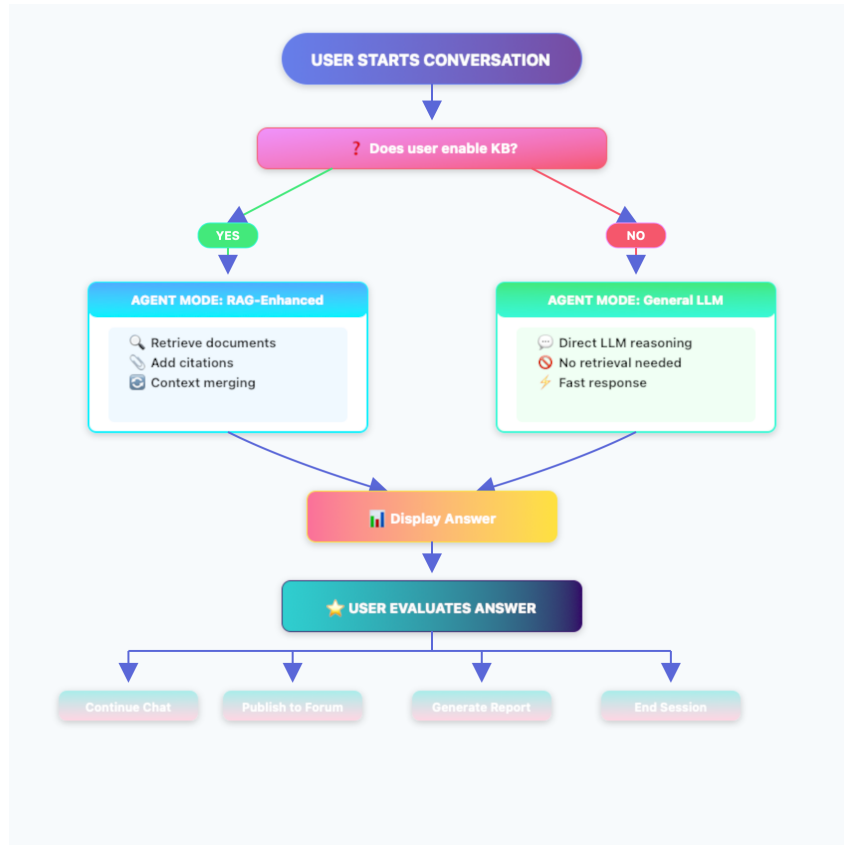 USER STARTS CONVERSATION
❓ Does user enable KB?
YES
NO
AGENT MODE: RAG-Enhanced
🔍 Retrieve documents
📎 Add citations
🔄 Context merging
AGENT MODE: General LLM
💬 Direct LLM reasoning
🚫 No retrieval needed
⚡ Fast response
📊 Display Answer
⭐ USER EVALUATES ANSWER
Continue Chat
Publish to Forum
Generate Report
End Session